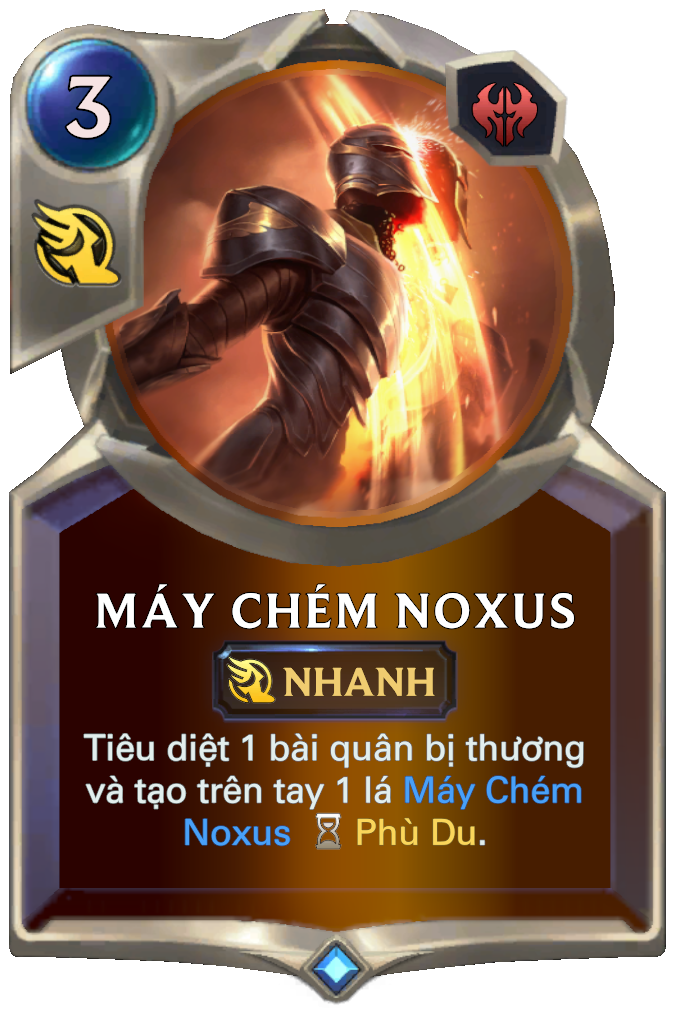 3
MÁY CHÉM NOXUS
NHANH
Tiêu diệt 1 bài quân bị thương
và tạo trên tay 1 lá Máy Chém
Noxus Phù Du.